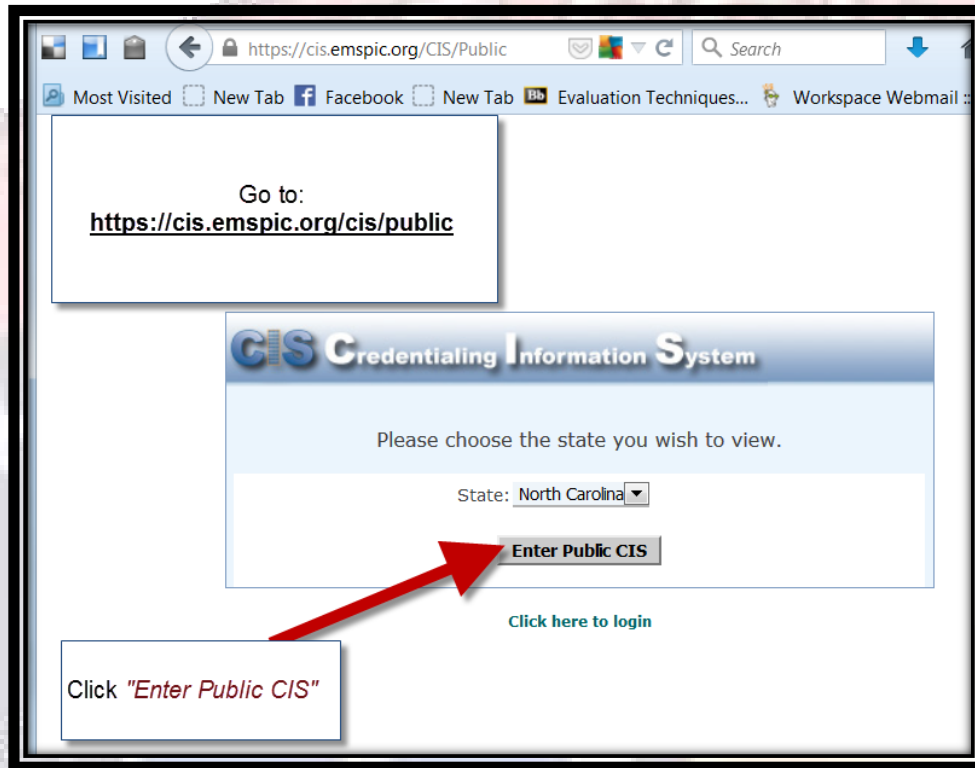 https://cis.emspic.org/CIS/Public
Search
Most Visited New Tab Facebook New Tab Bb Evaluation Techniques... Workspace Webmail ::
Go to:
https://cis.emspic.org/cis/public
CIS Credentialing Information System
Please choose the state you wish to view.
State: North Carolina
Enter Public CIS
Click here to login
Click "Enter Public CIS"